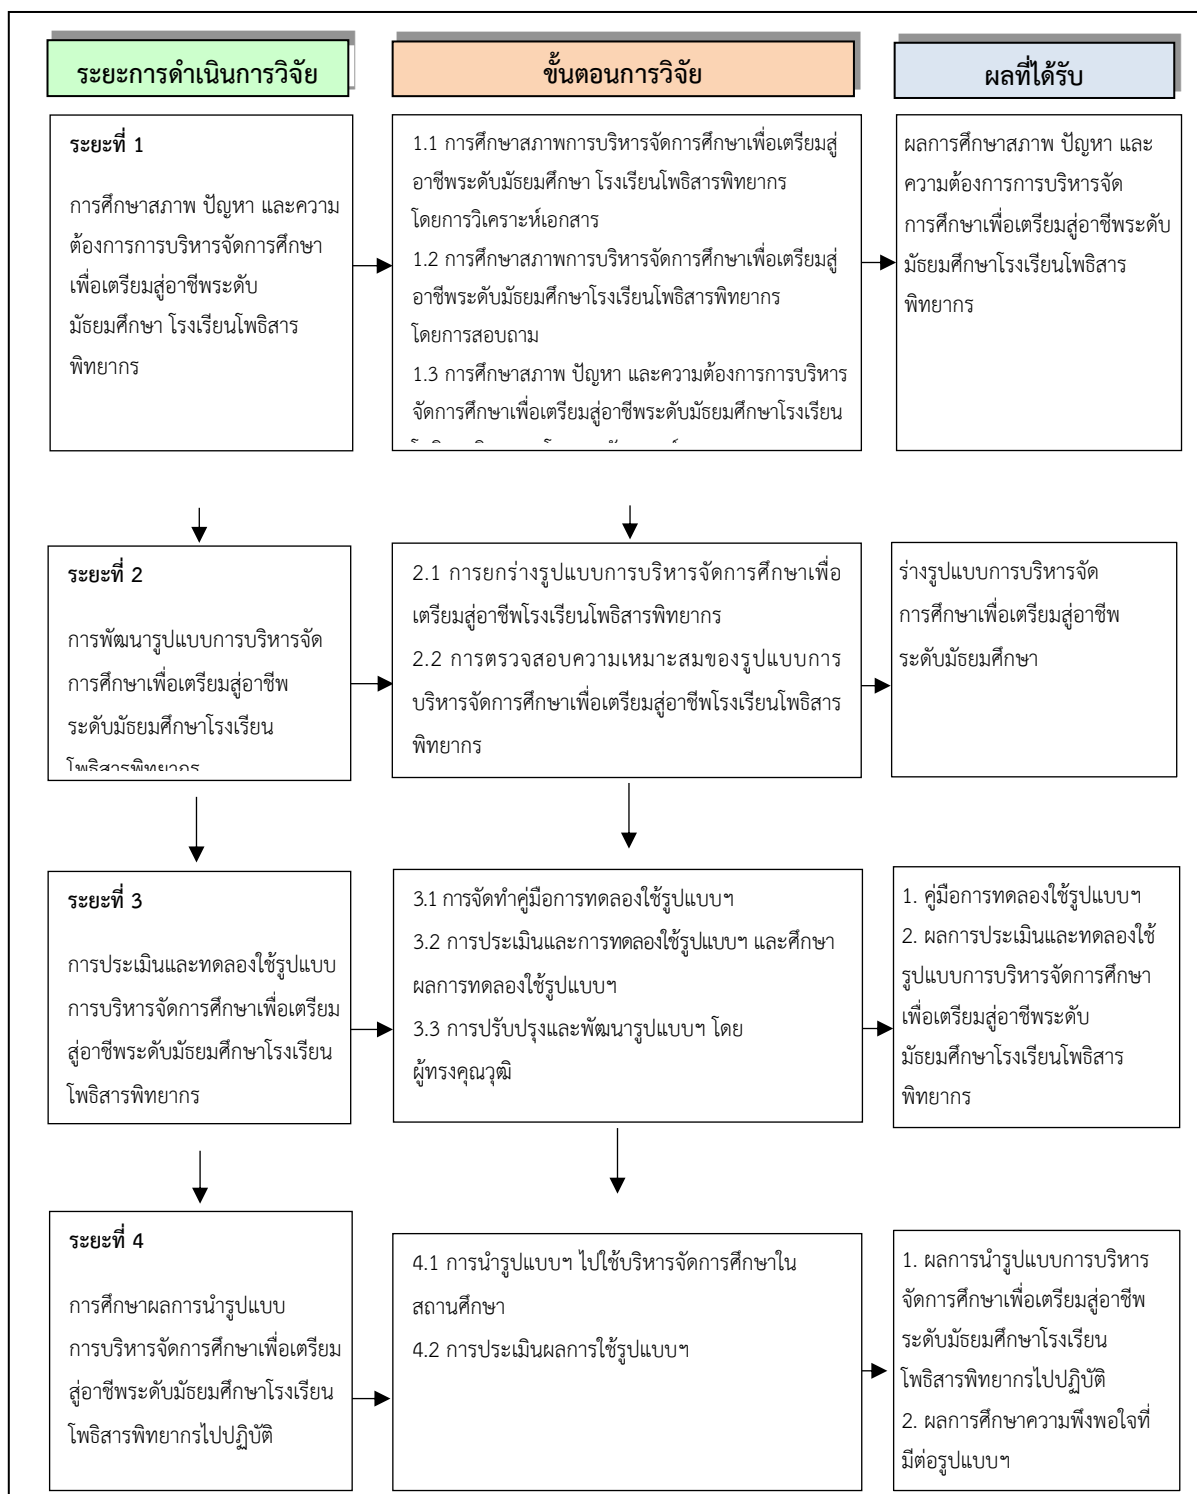 ระยะการดำเนินการวิจัย
ขั้นตอนการวิจัย
ผลที่ได้รับ
ระยะที่ 1
การศึกษาสภาพ ปัญหา และความ
ต้องการการบริหารจัดการศึกษา
เพื่อเตรียมสู่อาชีพระดับ
มัธยมศึกษา โรงเรียนโพธิสาร
พิทยากร
1.1 การศึกษาสภาพการบริหารจัดการศึกษาเพื่อเตรียมสู่
อาชีพระดับมัธยมศึกษา โรงเรียนโพธิสารพิทยากร
โดยการวิเคราะห์เอกสาร
1.2 การศึกษาสภาพการบริหารจัดการศึกษาเพื่อเตรียมสู่
อาชีพระดับมัธยมศึกษาโรงเรียนโพธิสารพิทยากร
โดยการสอบถาม
1.3 การศึกษาสภาพ ปัญหา และความต้องการการบริหาร
จัดการศึกษาเพื่อเตรียมสู่อาชีพระดับมัธยมศึกษาโรงเรียน
ผลการศึกษาสภาพ ปัญหา และ
ความต้องการการบริหารจัด
การศึกษาเพื่อเตรียมสู่อาชีพระดับ
มัธยมศึกษาโรงเรียนโพธิสาร
พิทยากร
ระยะที่ 2
การพัฒนารูปแบบการบริหารจัด
การศึกษาเพื่อเตรียมสู่อาชีพ
ระดับมัธยมศึกษาโรงเรียน
โพธิสารพิทยากร
2.1 การยกร่างรูปแบบการบริหารจัดการศึกษาเพื่อ
เตรียมสู่อาชีพโรงเรียนโพธิสารพิทยากร
2.2 การตรวจสอบความเหมาะสมของรูปแบบการ
บริหารจัดการศึกษาเพื่อเตรียมสู่อาชีพโรงเรียนโพธิสาร
พิทยากร
ร่างรูปแบบการบริหารจัด
การศึกษาเพื่อเตรียมสู่อาชีพ
ระดับมัธยมศึกษา
ระยะที่ 3
การประเมินและทดลองใช้รูปแบบ
การบริหารจัดการศึกษาเพื่อเตรียม
สู่อาชีพระดับมัธยมศึกษาโรงเรียน
โพธิสารพิทยากร
3.1 การจัดทำคู่มือการทดลองใช้รูปแบบฯ
3.2 การประเมินและการทดลองใช้รูปแบบฯ และศึกษา
ผลการทดลองใช้รูปแบบฯ
3.3 การปรับปรุงและพัฒนารูปแบบฯ โดย
ผู้ทรงคุณวุฒิ
1. คู่มือการทดลองใช้รูปแบบฯ
2. ผลการประเมินและทดลองใช้
รูปแบบการบริหารจัดการศึกษา
เพื่อเตรียมสู่อาชีพระดับ
มัธยมศึกษาโรงเรียนโพธิสาร
พิทยากร
ระยะที่ 4
การศึกษาผลการนำรูปแบบ
การบริหารจัดการศึกษาเพื่อเตรียม
สู่อาชีพระดับมัธยมศึกษาโรงเรียน
โพธิสารพิทยากรไปปฏิบัติ
4.1 การนำรูปแบบฯ ไปใช้บริหารจัดการศึกษาใน
สถานศึกษา
4.2 การประเมินผลการใช้รูปแบบฯ
1. ผลการนำรูปแบบการบริหาร
จัดการศึกษาเพื่อเตรียมสู่อาชีพ
ระดับมัธยมศึกษาโรงเรียน
โพธิสารพิทยากรไปปฏิบัติ
2. ผลการศึกษาความพึงพอใจที่
มีต่อรูปแบบฯ